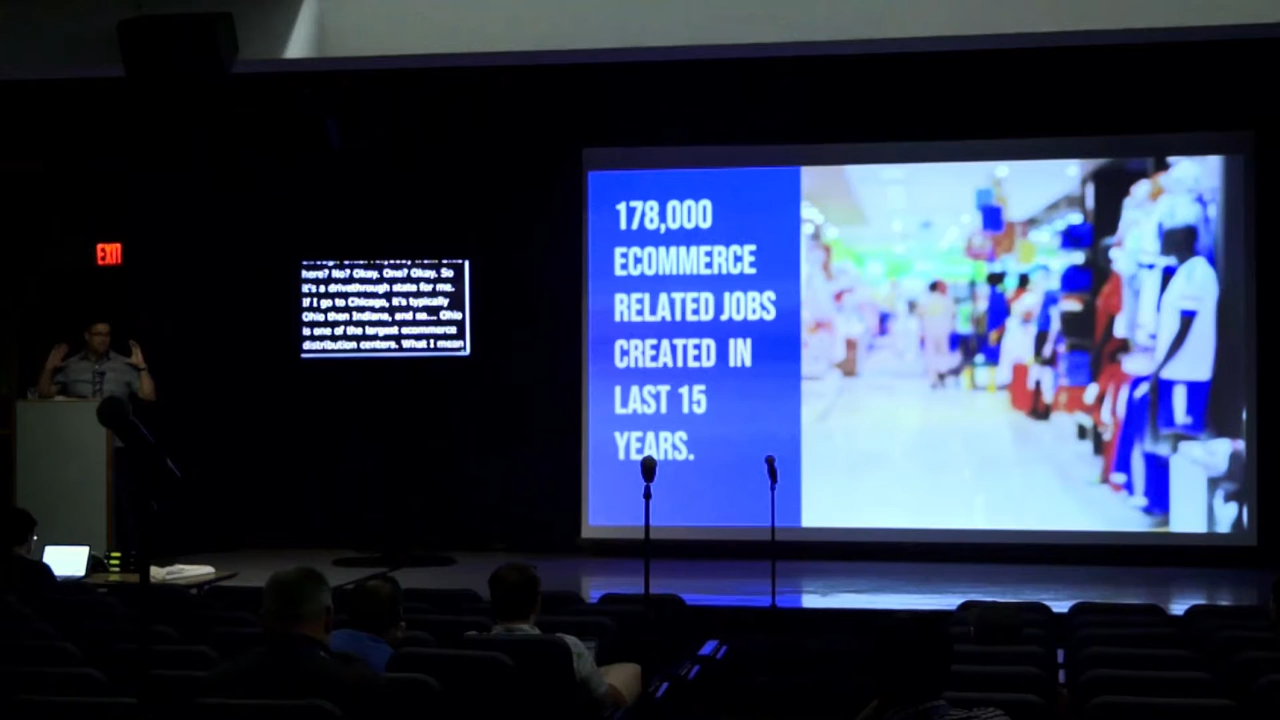 EXIT
here? No? Okay. One? Okay. So
it's a drivethrough state for me.
If I go to Chicago, it's typically
Ohio then Indiana, and so... Ohio
is one of the largest ecommerce
distribution centers. What I mean
178,000
ECOMMERCE
RELATED JOBS
CREATED IN
LAST 15
YEARS.